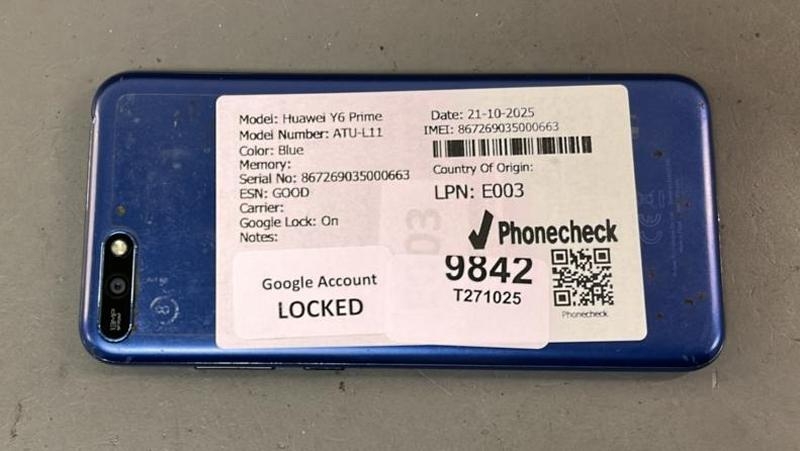 Model: Huawei Y6 Prime
Model Number: ATU-L11
Color: Blue
Memory:
Serial No: 867269035000663
ESN: GOOD
Carrier:
Google Lock: On
Notes:
Date: 21-10-2025
IMEI: 867269035000663
Country Of Origin:
LPN: E003
Phonecheck
Google Account
LOCKED
9842
T271025
Phonecheck
13MP